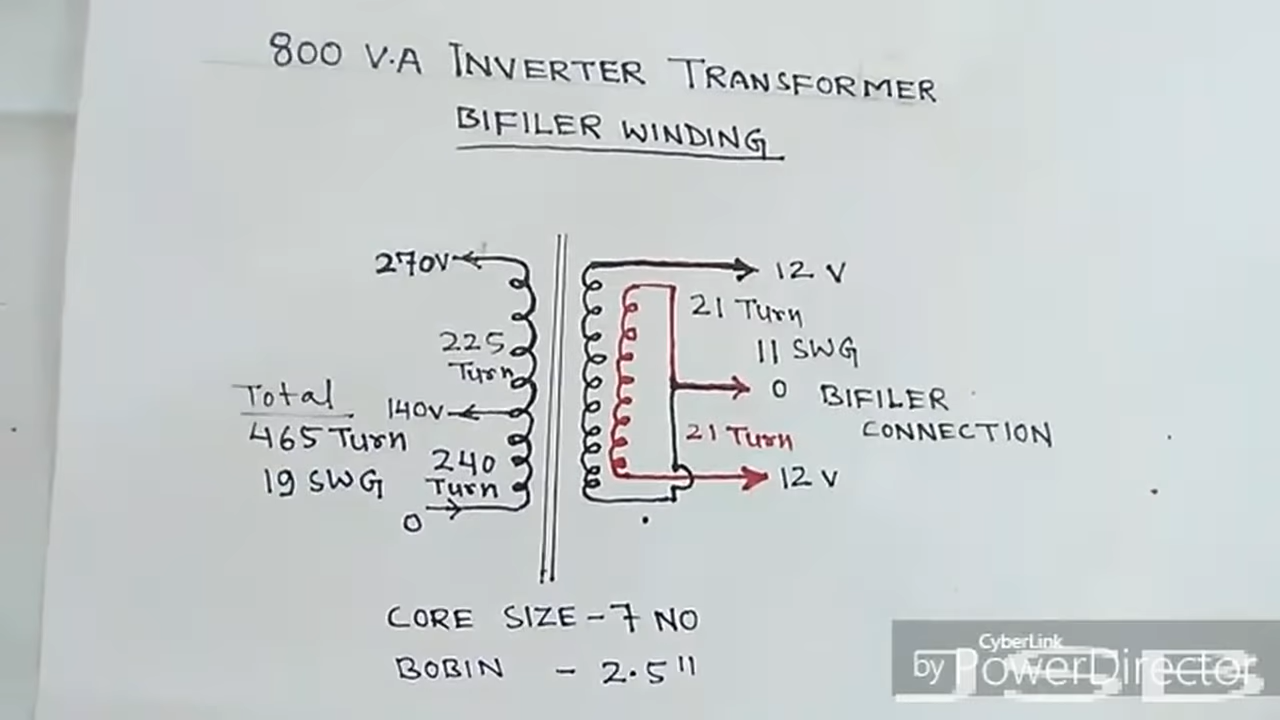 800 V.A INVERTER TRANSFORMER
BIFILER WINDING
270V
12 V
21 Turn
11 SWG
225
Turn
Total
465 Turn
19 SWG
140V
0 BIFILER
CONNECTION
21 Turn
240
Turn
12 V
0
CORE SIZE - 7 NO
BOBIN - 2.5"
CyberLink
by PowerDirector